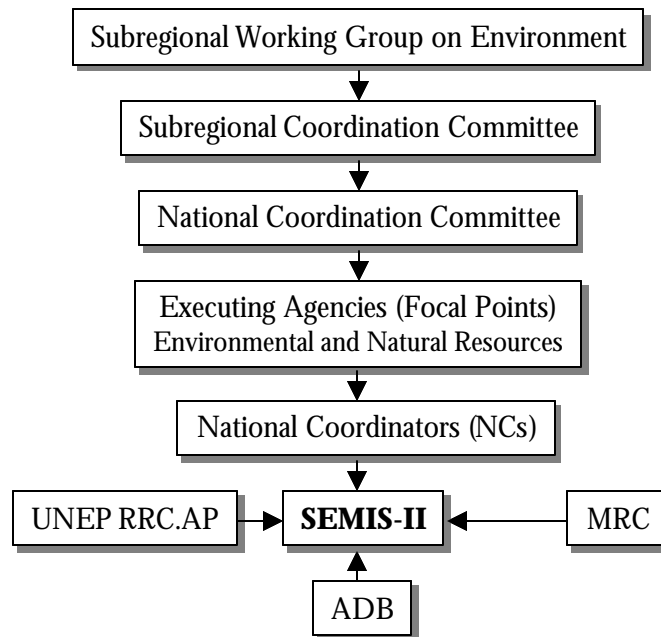 Subregional Working Group on Environment
Subregional Coordination Committee
National Coordination Committee
Executing Agencies (Focal Points)
Environmental and Natural Resources
National Coordinators (NCs)
UNEP RRC.AP
SEMIS-II
MRC
ADB